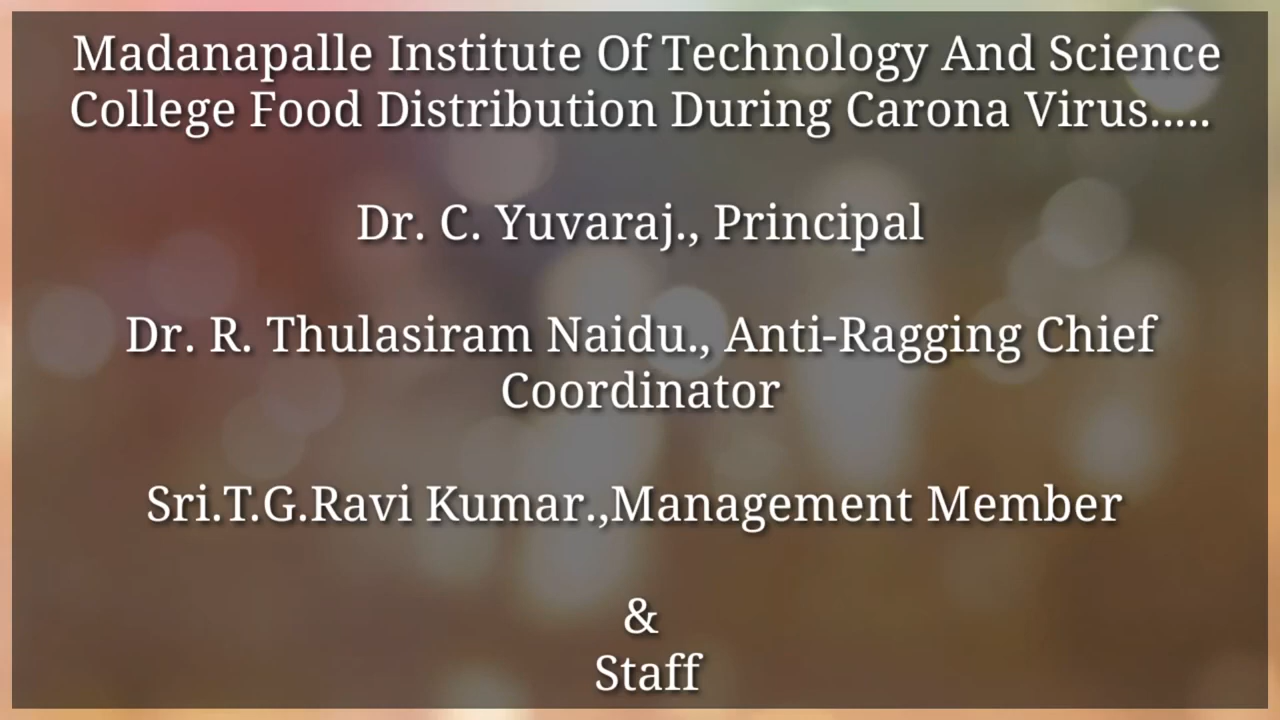 Madanapalle Institute Of Technology And Science
College Food Distribution During Carona Virus.....
Dr. C. Yuvaraj., Principal
Dr. R. Thulasiram Naidu., Anti-Ragging Chief
Coordinator
Sri.T.G.Ravi Kumar.,Management Member
&
Staff